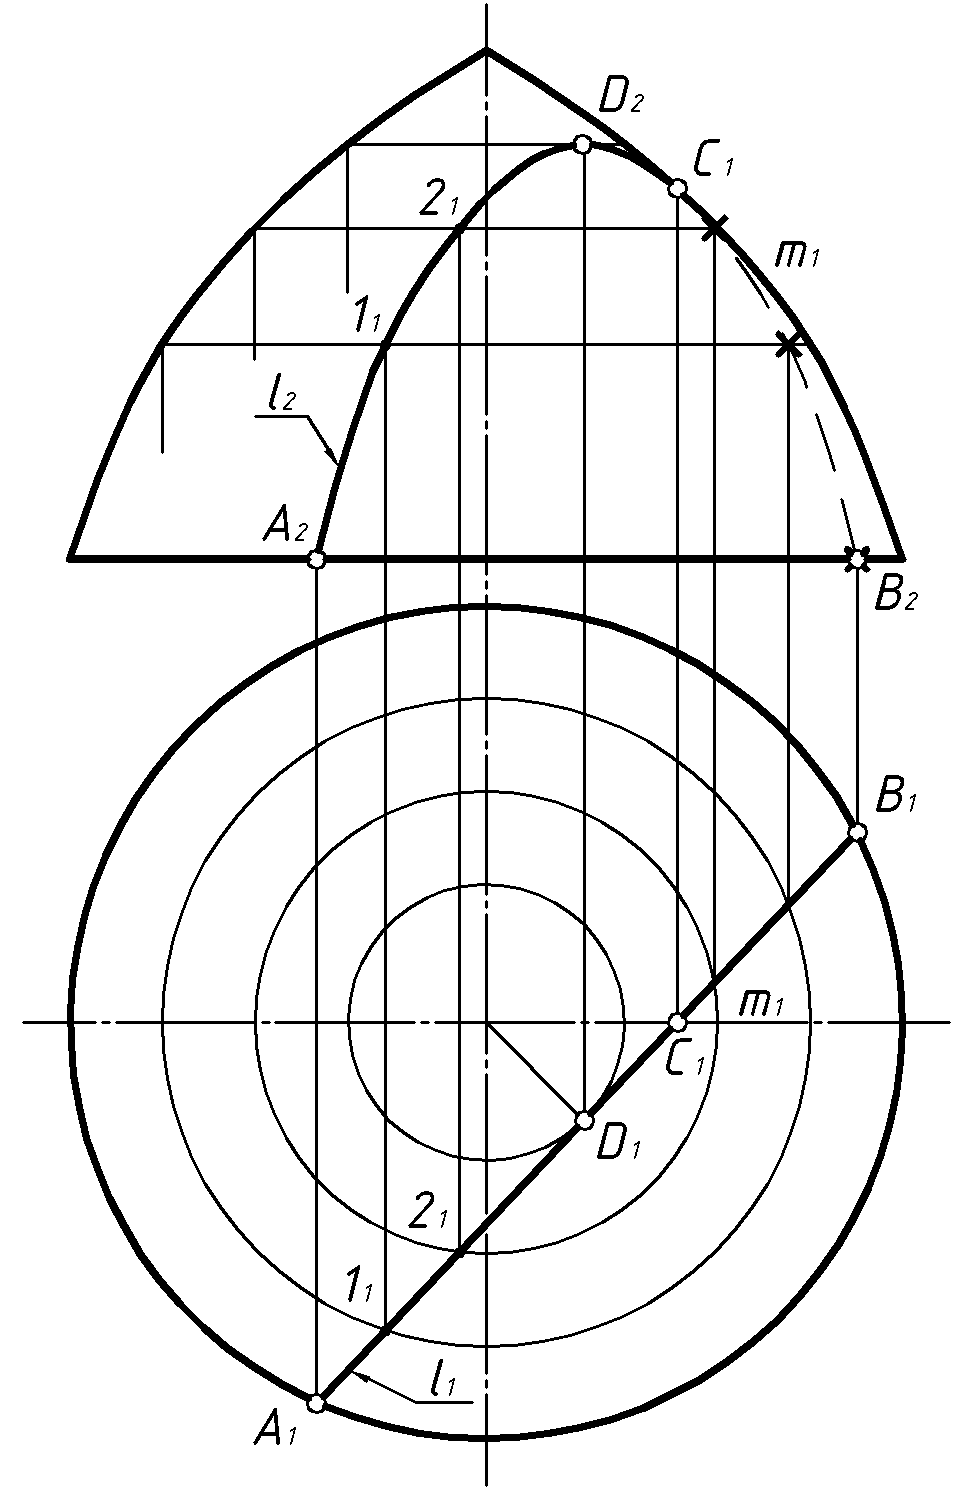 D₂
C₁
2₁
m₁
1₁
l₂
A₂
B₂
B₁
m₁
C₁
D₁
2₁
1₁
l₁
A₁